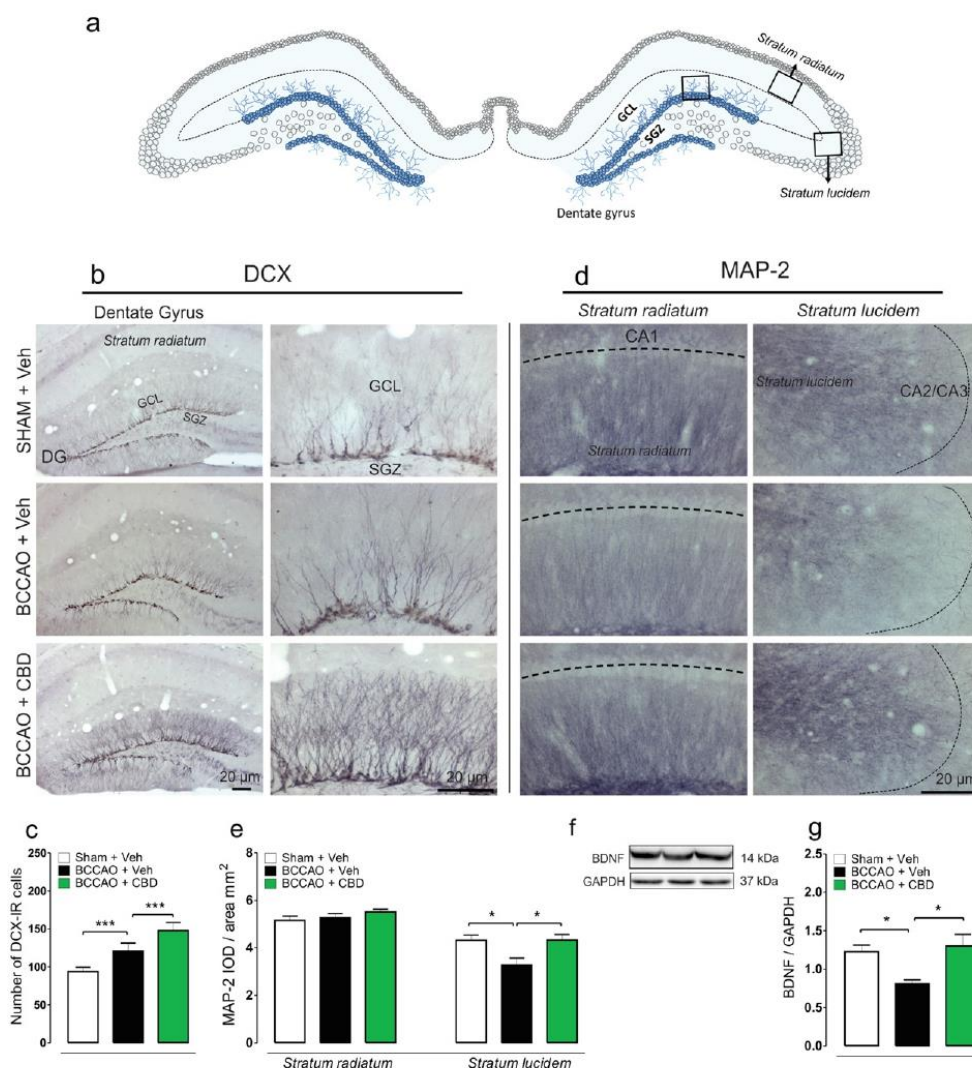 a
Stratum radiatum
GCL
SGZ
Stratum lucidem
Dentate gyrus
b
DCX
Dentate Gyrus
SHAM + Veh
Stratum radiatum
GCL
SGZ
DG
GCL
SGZ
BCCAO + Veh
BCCAO + CBD
20 µm
20 µm
d
MAP-2
Stratum radiatum
Stratum lucidem
CA1
Stratum radiatum
Stratum lucidem
CA2/CA3
20 µm
c
Sham + Veh
BCCAO + Veh
BCCAO + CBD
Number of DCX-IR cells
250
200
150
100
50
0
***
***
e
Sham + Veh
BCCAO + Veh
BCCAO + CBD
MAP-2 IOD / area mm²
8
6
4
2
0
*
*
Stratum radiatum
Stratum lucidem
f
BDNF
14 kDa
GAPDH
37 kDa
g
Sham + Veh
BCCAO + Veh
BCCAO + CBD
BDNF / GAPDH
2.5
2.0
1.5
1.0
0.5
0.0
*
*